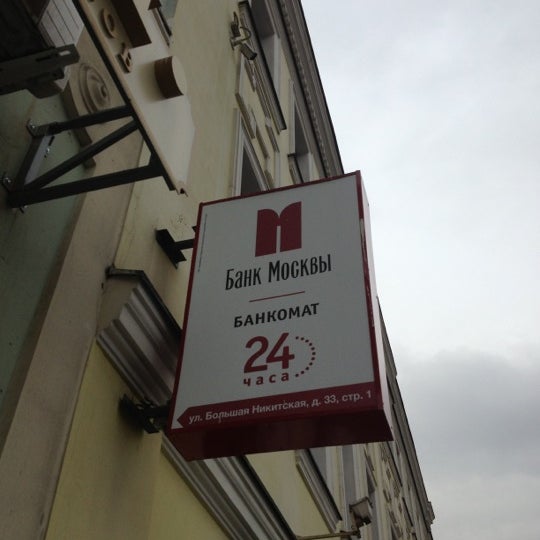 Банк Москвы
БАНКОМАТ
24
часа
ул. Большая Никитская, д. 33, стр. 1